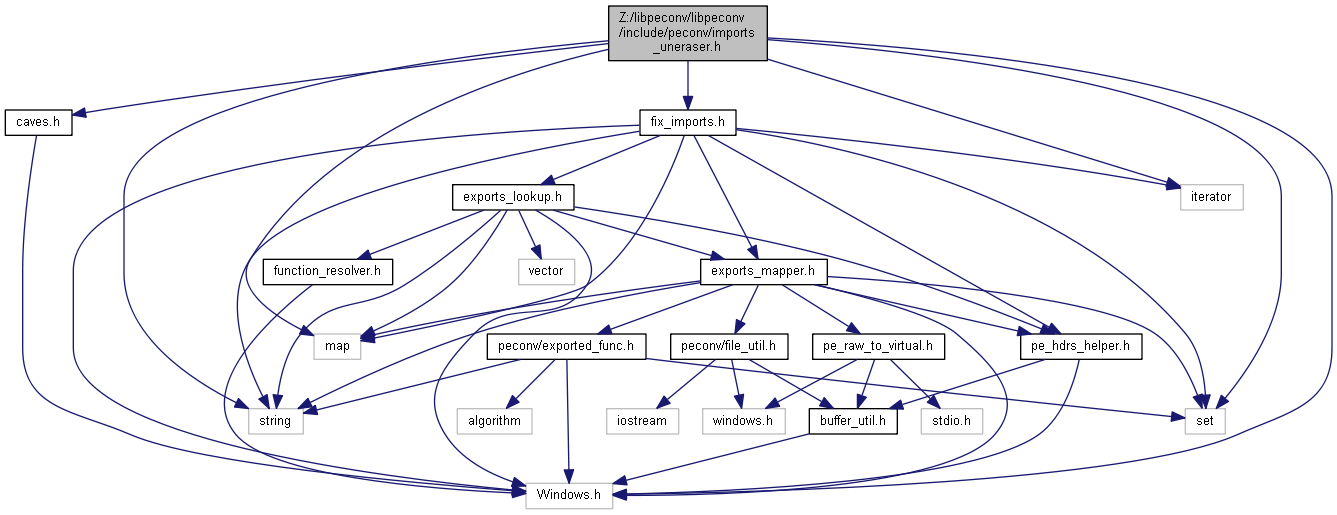 Z:/libpeconv/libpeconv
/include/peconv/imports
_uneraser.h
caves.h
fix_imports.h
exports_lookup.h
iterator
function_resolver.h
vector
exports_mapper.h
map
peconv/exported_func.h
peconv/file_util.h
pe_raw_to_virtual.h
pe_hdrs_helper.h
string
algorithm
iostream
windows.h
buffer_util.h
stdio.h
set
Windows.h